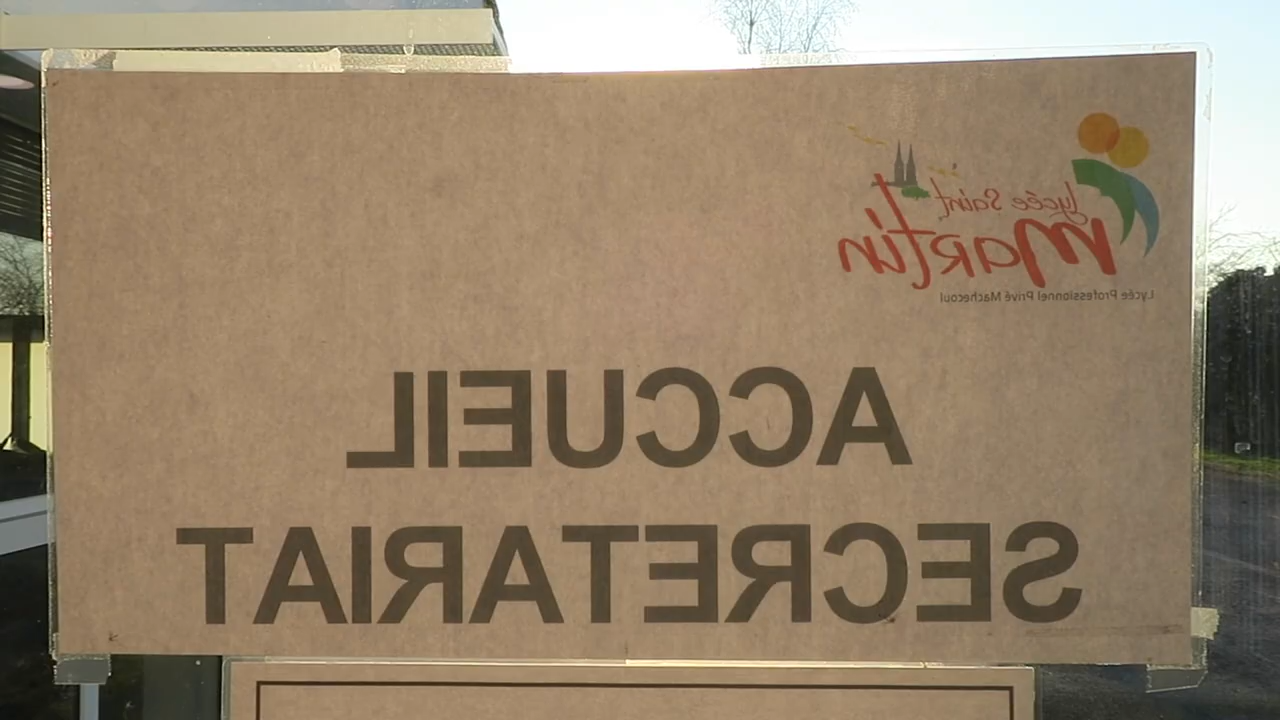 Lycée Saint
Martin
Lycée Professionnel Privé Machecoul
ACCUEIL
SECRETARIAT